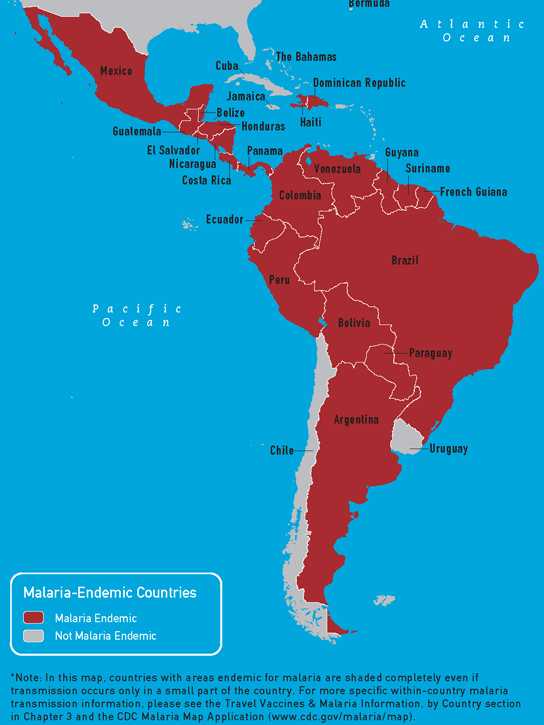 Bermuda
Atlantic
Ocean
The Bahamas
Cuba
Mexico
Dominican Republic
Jamaica
Belize
Haiti
Honduras
Guatemala
El Salvador
Panama
Guyana
Nicaragua
Venezuela
Suriname
Costa Rica
Colombia
French Guiana
Ecuador
Brazil
Peru
Pacific
Ocean
Bolivia
Paraguay
Argentina
Chile
Uruguay
Malaria-Endemic Countries
Malaria Endemic
Not Malaria Endemic
*Note: In this map, countries with areas endemic for malaria are shaded completely even if
transmission occurs only in a small part of the country. For more specific within-country malaria
transmission information, please see the Travel Vaccines & Malaria Information, by Country section
in Chapter 3 and the CDC Malaria Map Application (www.cdc.gov/malaria/map).